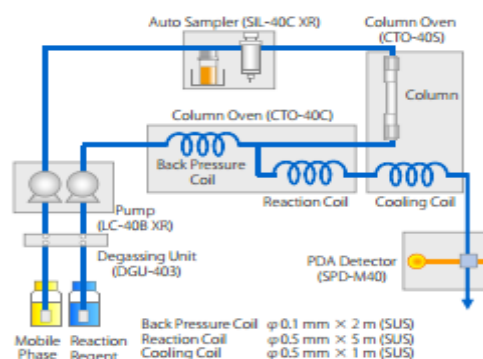 Auto Sampler (SIL-40C XR)
Column Oven
(CTO-40S)
Column
Column Oven (CTO-40C)
Back Pressure
Coil
Reaction Coil
Cooling Coil
Pump
(LC-40B XR)
Degassing Unit
(DGU-403)
PDA Detector
(SPD-M40)
Mobile
Phase
Reaction
Regent
Back Pressure Coil φ0.1 mm × 2 m (SUS)
Reaction Coil φ0.5 mm × 5 m (SUS)
Cooling Coil φ0.5 mm × 1 m (SUS)